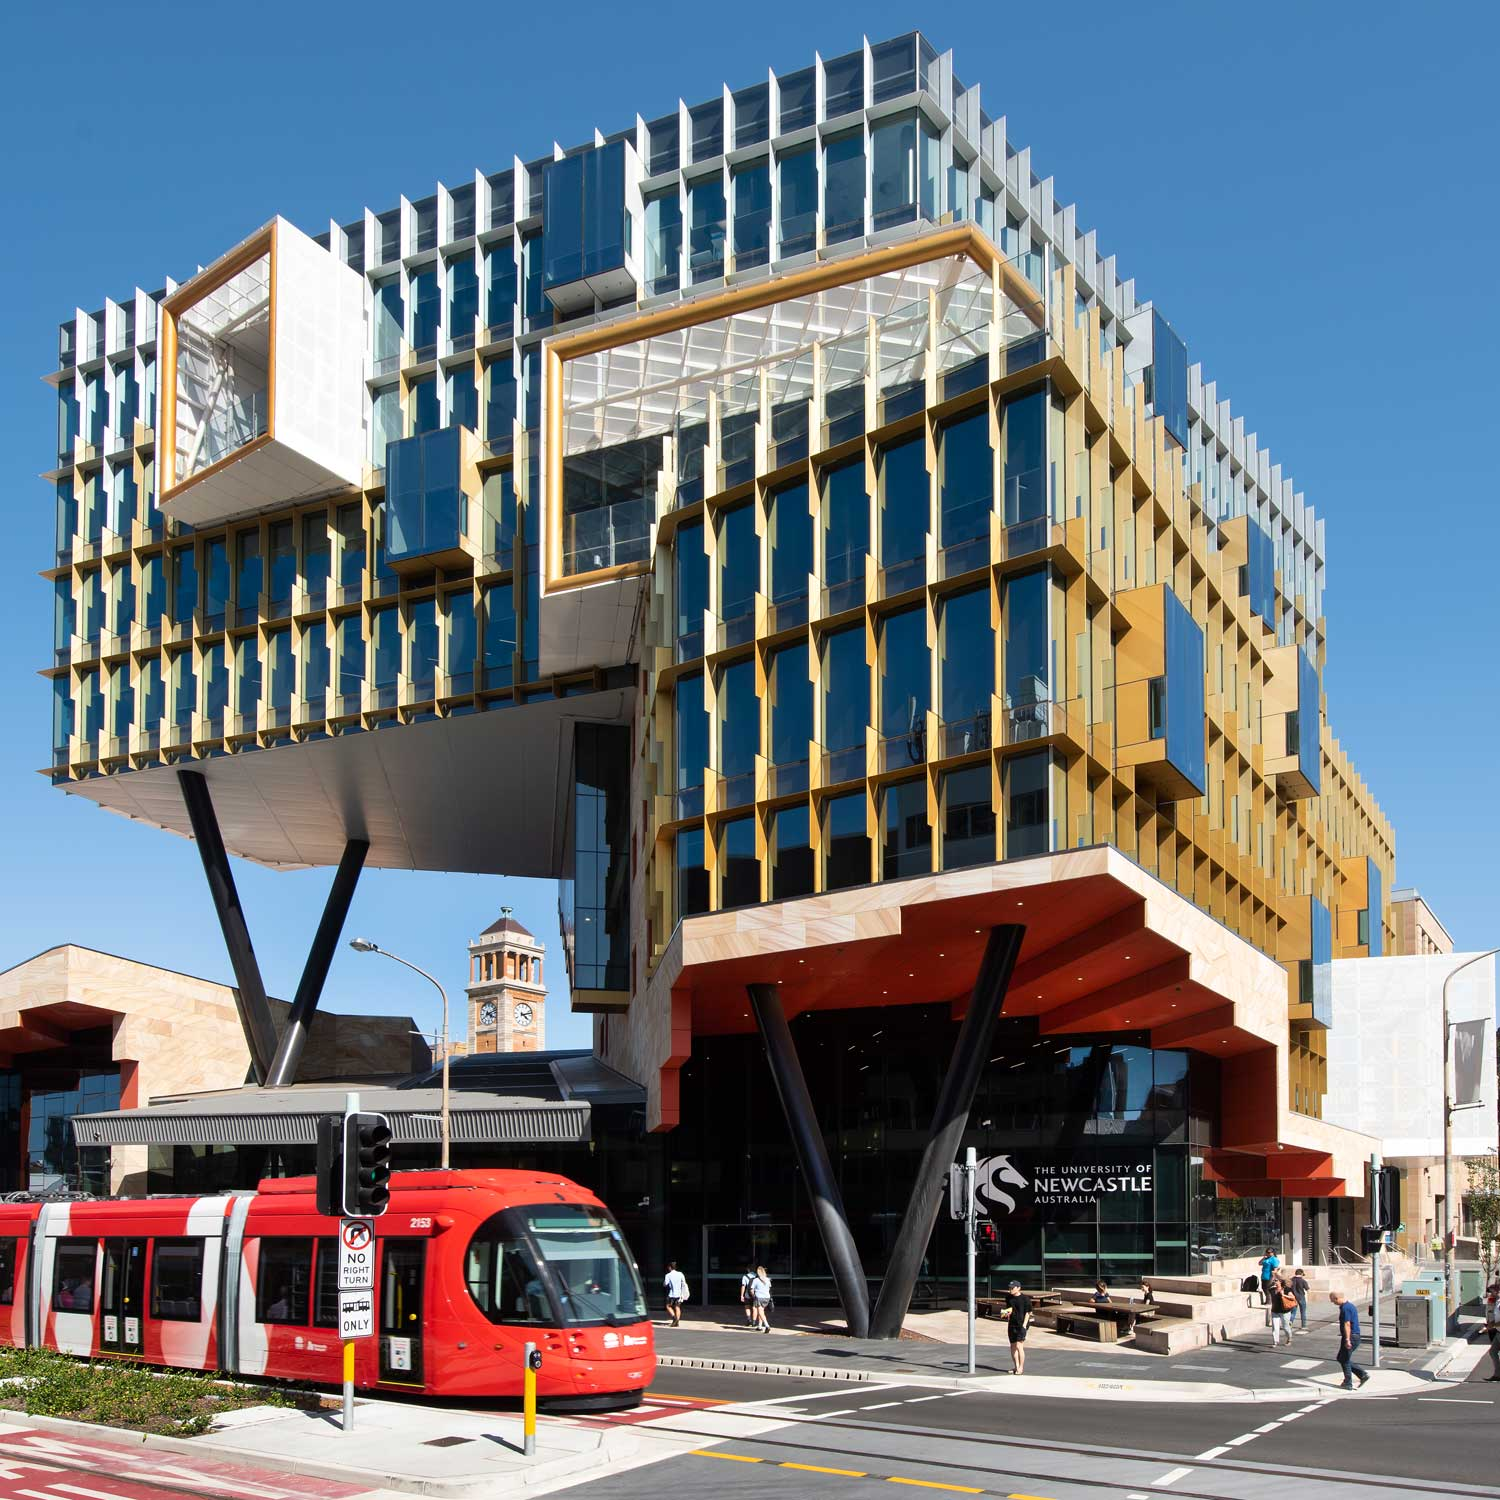 THE UNIVERSITY OF
NEWCASTLE
AUSTRALIA
2153
NO
RIGHT
TURN
ONLY